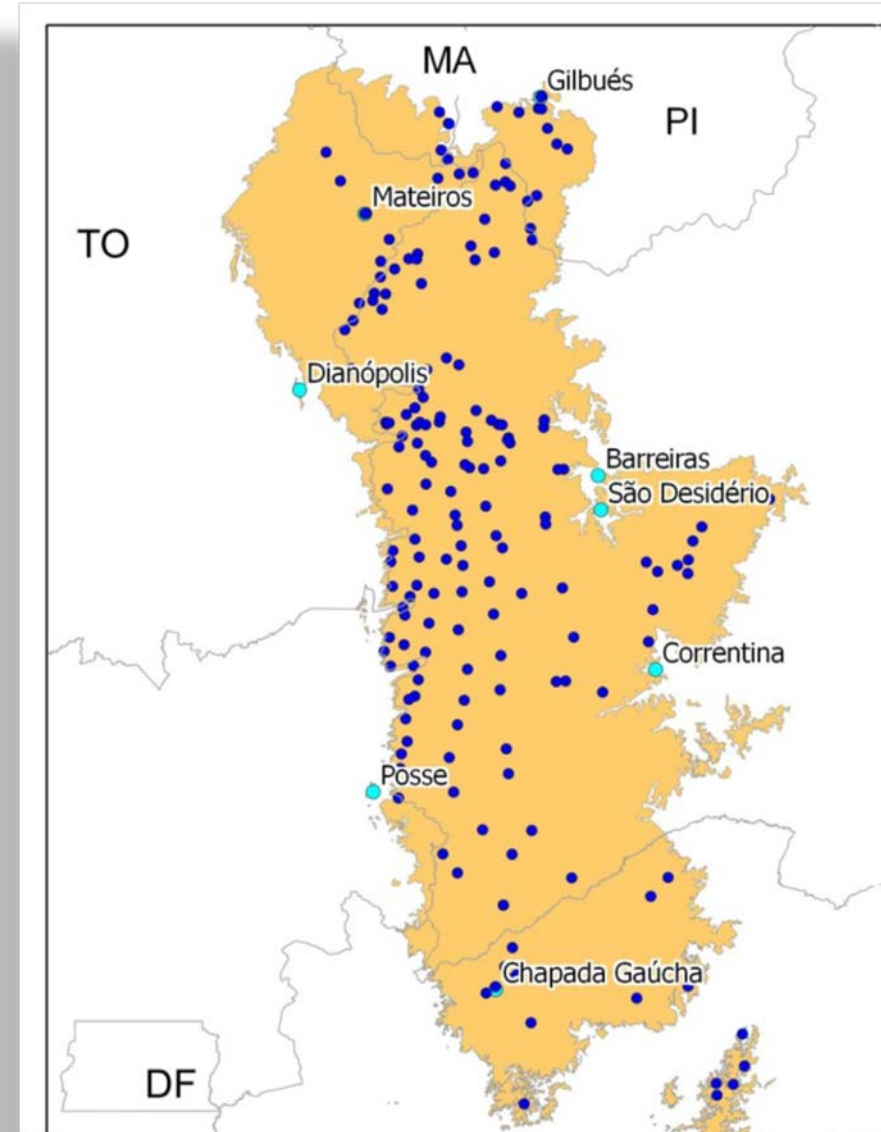 MA
Gilbués
PI
Mateiros
TO
Dianópolis
Barreiras
São Desidério
Correntina
Posse
Chapada Gaúcha
DF